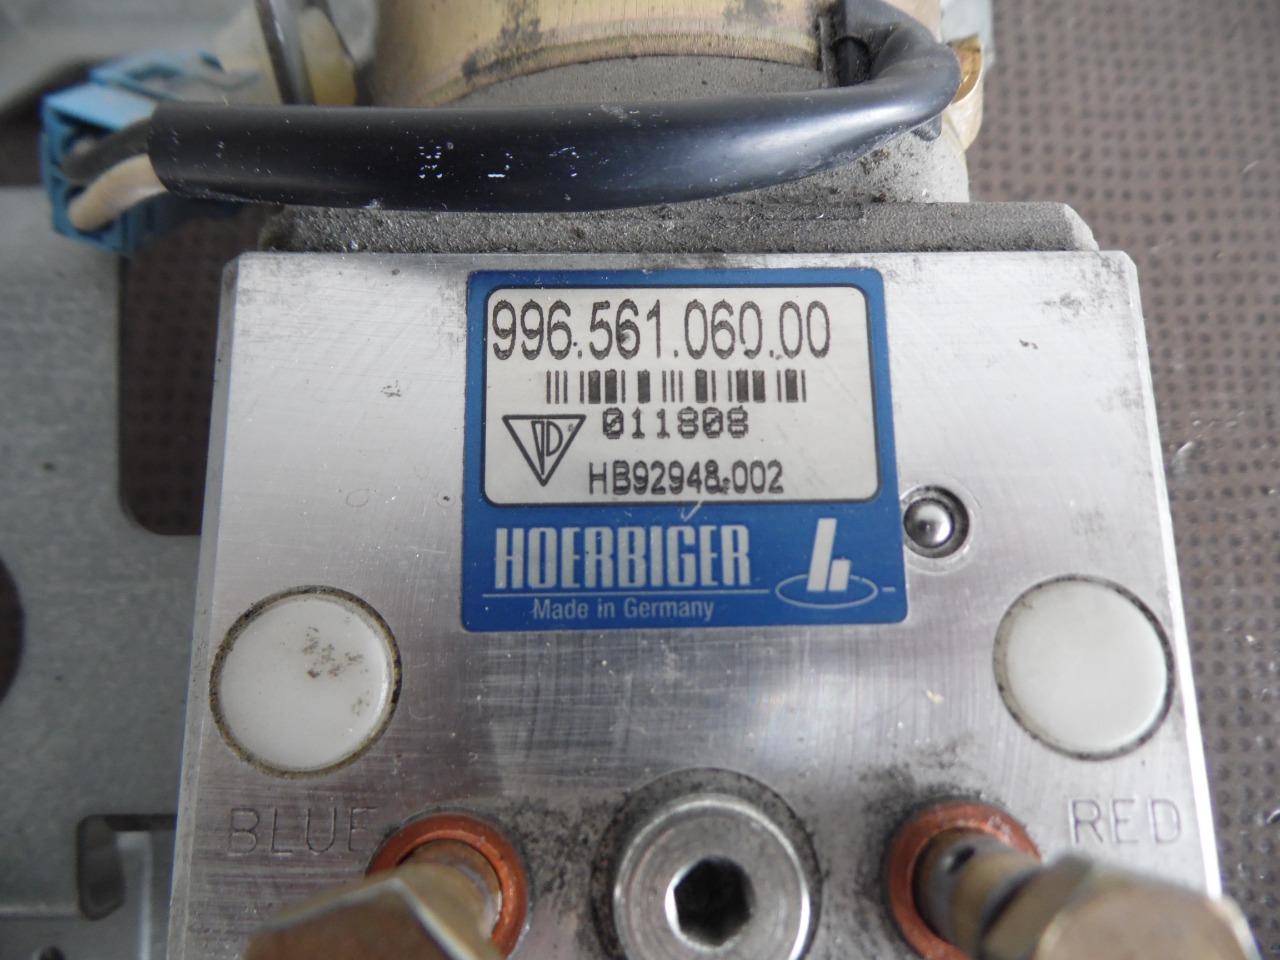 996.561.060.00
011808
HB92948.002
HOERBIGER
Made in Germany
BLUE
RED